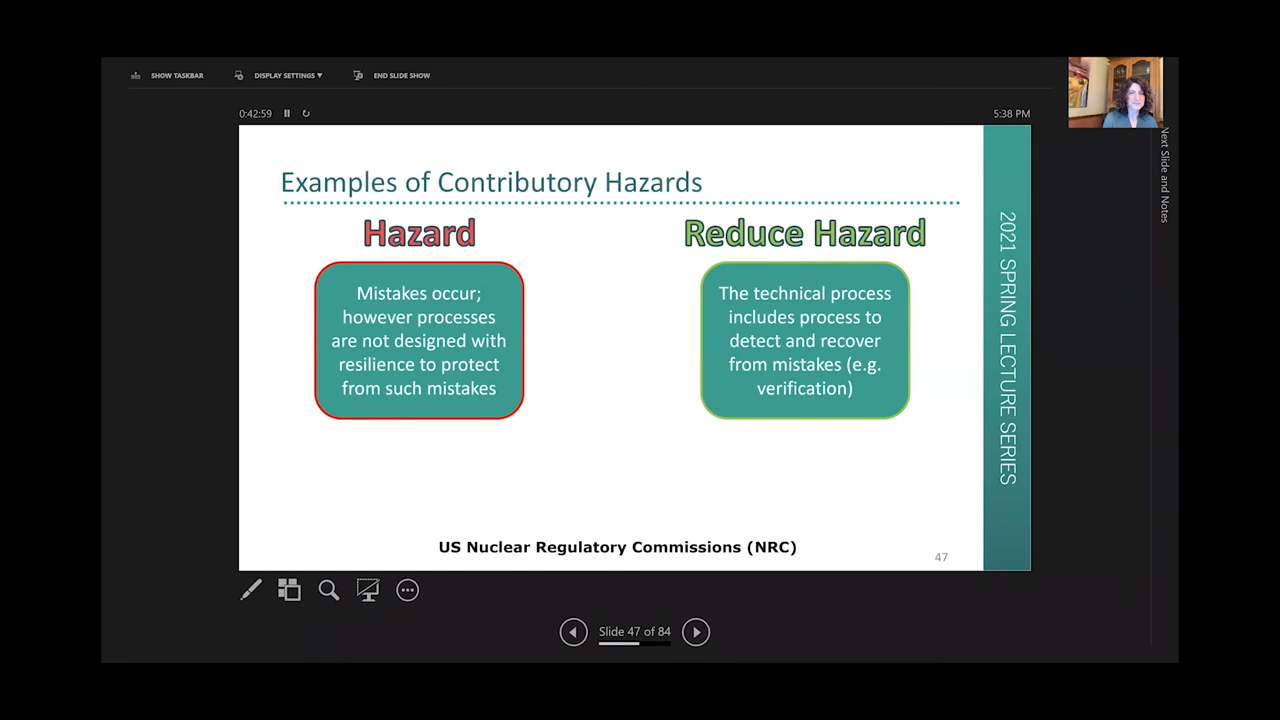 SHOW TASKBAR
DISPLAY SETTINGS ▼
END SLIDE SHOW
0:42:59
5:38 PM
Examples of Contributory Hazards
Hazard
Mistakes occur;
however processes
are not designed with
resilience to protect
from such mistakes
Reduce Hazard
The technical process
includes process to
detect and recover
from mistakes (e.g.
verification)
US Nuclear Regulatory Commissions (NRC)
47
2021 SPRING LECTURE SERIES
Next Slide and Notes
Slide 47 of 84